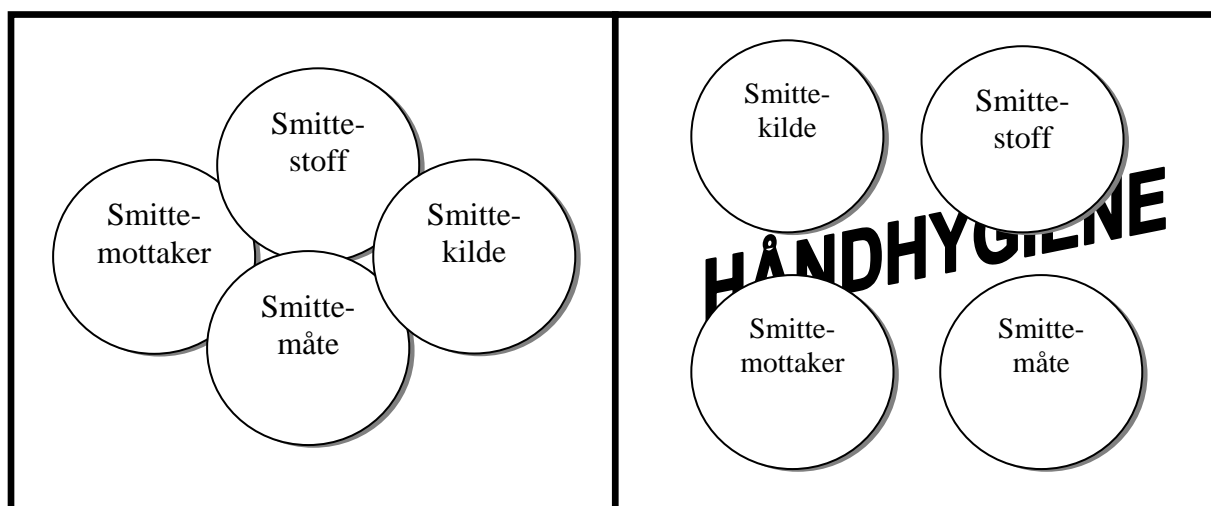 Smitte-
stoff
Smitte-
mottaker
Smitte-
kilde
Smitte-
måte
Smitte-
kilde
Smitte-
stoff
HÅNDHYGIENE
Smitte-
mottaker
Smitte-
måte